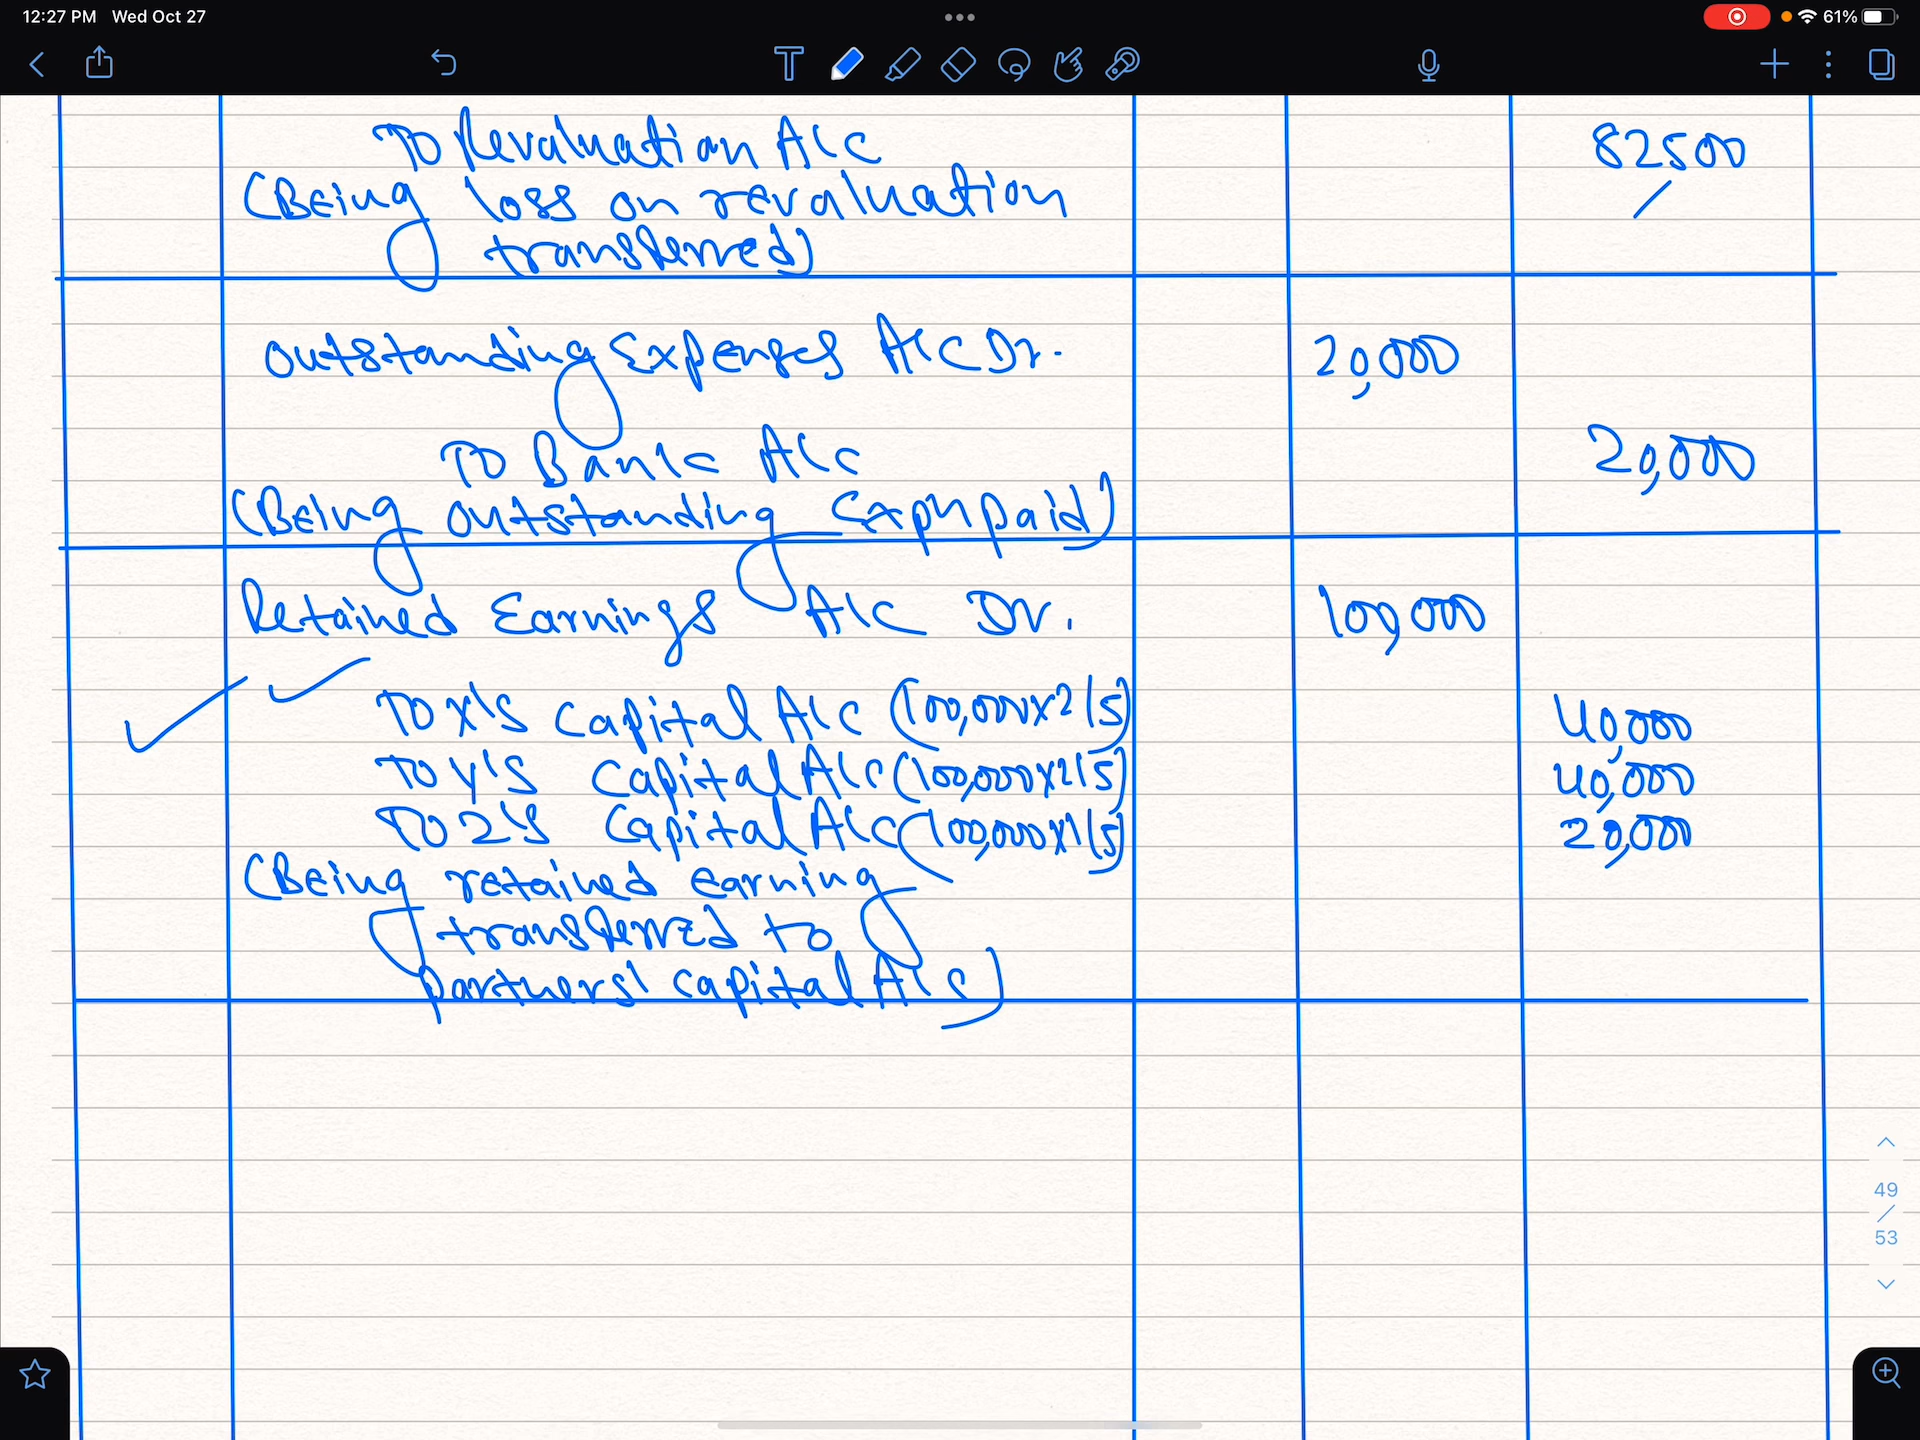 12:27 PM Wed Oct 27
61%
To Revaluation A/c 82500
(Being loss on revaluation
transferred)
Outstanding Expenses A/c Dr. 20,000
To Bank A/c 20,000
(Being outstanding Expn paid)
Retained Earnings A/c Dr. 100,000
To X's Capital A/c (100,000x2/5) 40,000
To Y's Capital A/c (100,000x2/5) 40,000
To Z's Capital A/c (100,000x1/5) 20,000
(Being retained earning
transferred to
partners' capital A/c)
49
/
53